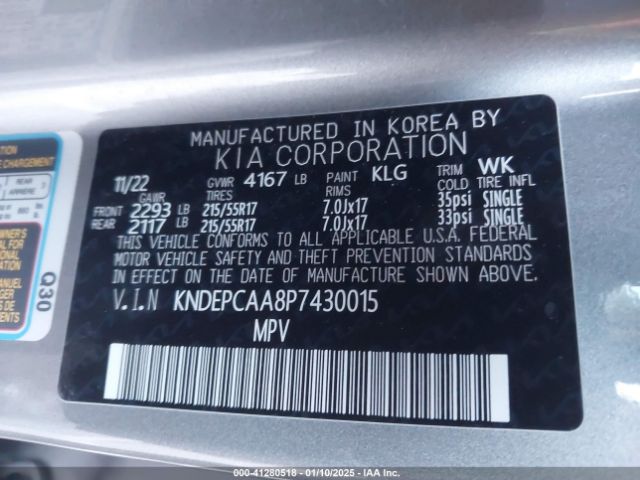 MANUFACTURED IN KOREA BY
KIA CORPORATION
11/22 GVWR 4167 LB PAINT KLG TRIM WK
GAWR TIRES RIMS COLD TIRE INFL
FRONT 2293 LB 215/55R17 7.0Jx17 35psi SINGLE
REAR 2117 LB 215/55R17 7.0Jx17 33psi SINGLE
THIS VEHICLE CONFORMS TO ALL APPLICABLE U.S.A. FEDERAL
MOTOR VEHICLE SAFETY AND THEFT PREVENTION STANDARDS
IN EFFECT ON THE DATE OF MANUFACTURE SHOWN ABOVE.
V.I.N KNDEPCAA8P7430015
MPV
REAR
ARRIERE
Q30
000-41280518 - 01/10/2025 - IAA Inc.